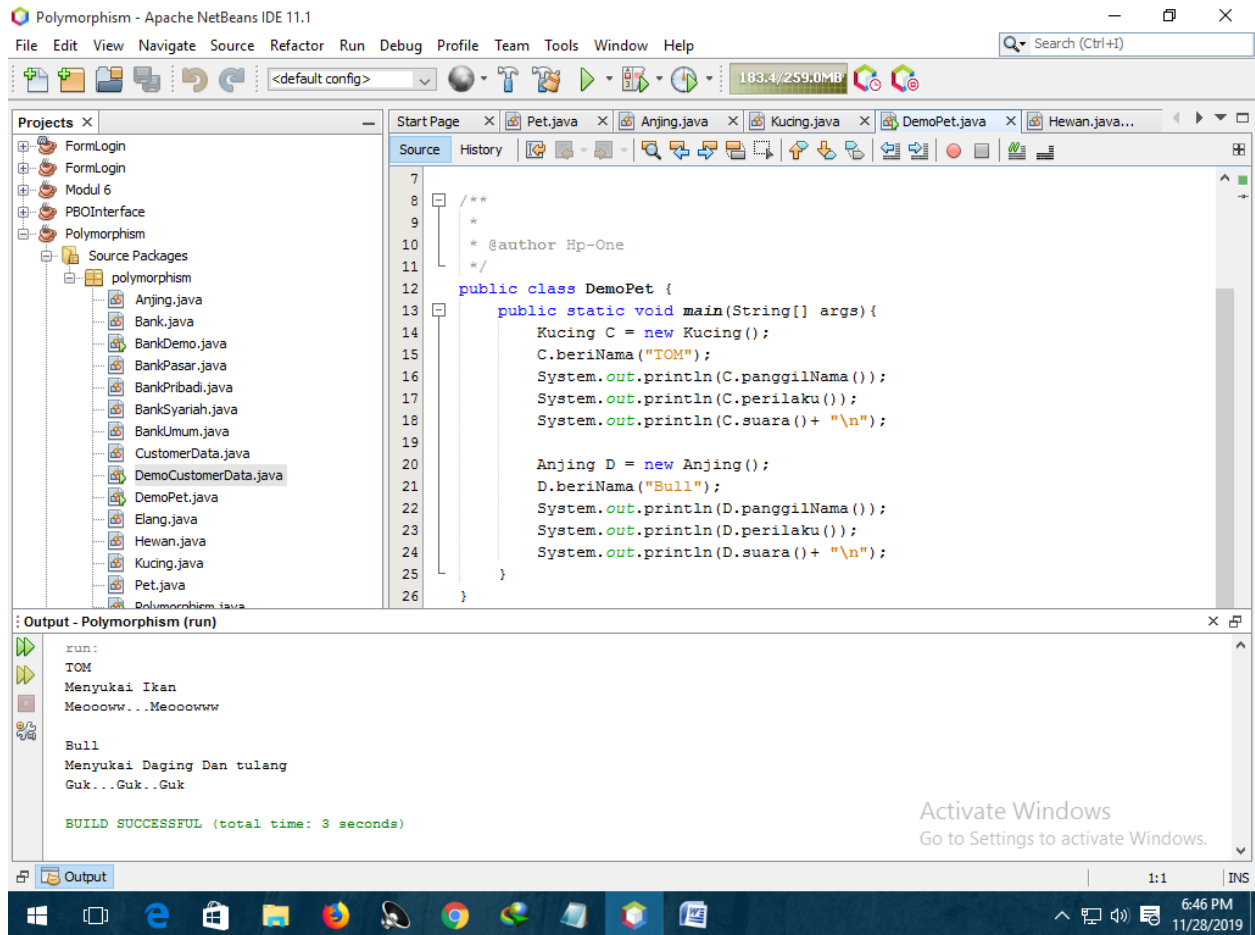 Polymorphism - Apache NetBeans IDE 11.1
File Edit View Navigate Source Refactor Run Debug Profile Team Tools Window Help
Search (Ctrl+I)
<default config>
183.4/259.0MB
Projects
FormLogin
FormLogin
Modul 6
PBOInterface
Polymorphism
Source Packages
polymorphism
Anjing.java
Bank.java
BankDemo.java
BankPasar.java
BankPribadi.java
BankSyariah.java
BankUmum.java
CustomerData.java
DemoCustomerData.java
DemoPet.java
Elang.java
Hewan.java
Kucing.java
Pet.java
Polymorphism.java
Start Page Pet.java Anjing.java Kucing.java DemoPet.java Hewan.java...
Source History
7
8 /**
9 *
10 * @author Hp-One
11 */
12 public class DemoPet {
13 public static void main(String[] args){
14 Kucing C = new Kucing();
15 C.beriNama("TOM");
16 System.out.println(C.panggilNama());
17 System.out.println(C.perilaku());
18 System.out.println(C.suara()+ "\n");
19
20 Anjing D = new Anjing();
21 D.beriNama("Bull");
22 System.out.println(D.panggilNama());
23 System.out.println(D.perilaku());
24 System.out.println(D.suara()+ "\n");
25 }
26 }
Output - Polymorphism (run)
run:
TOM
Menyukai Ikan
Meoooww...Meooowww

Bull
Menyukai Daging Dan tulang
Guk...Guk..Guk

BUILD SUCCESSFUL (total time: 3 seconds)
Activate Windows
Go to Settings to activate Windows.
Output
1:1 INS
6:46 PM
11/28/2019